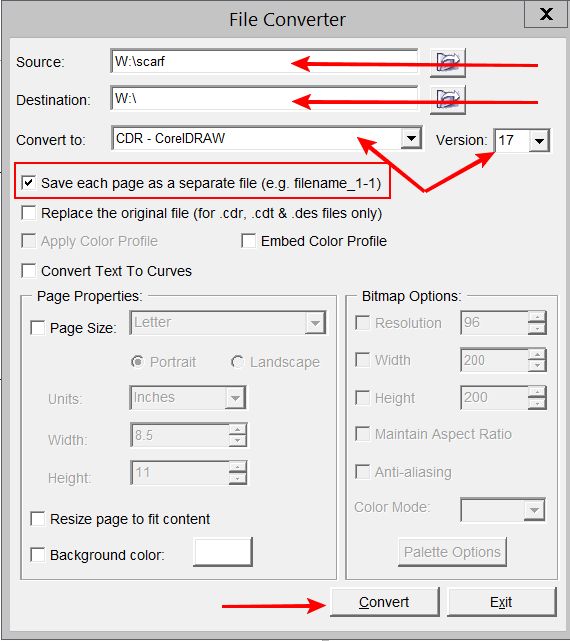 File Converter
X
Source: W:\scarf
Destination: W:\
Convert to: CDR - CorelDRAW Version: 17
Save each page as a separate file (e.g. filename_1-1)
Replace the original file (for .cdr, .cdt & .des files only)
Apply Color Profile Embed Color Profile
Convert Text To Curves
Page Properties:
Page Size: Letter
Portrait Landscape
Units: Inches
Width: 8.5
Height: 11
Resize page to fit content
Background color:
Bitmap Options:
Resolution 96
Width 200
Height 200
Maintain Aspect Ratio
Anti-aliasing
Color Mode:
Palette Options
Convert Exit